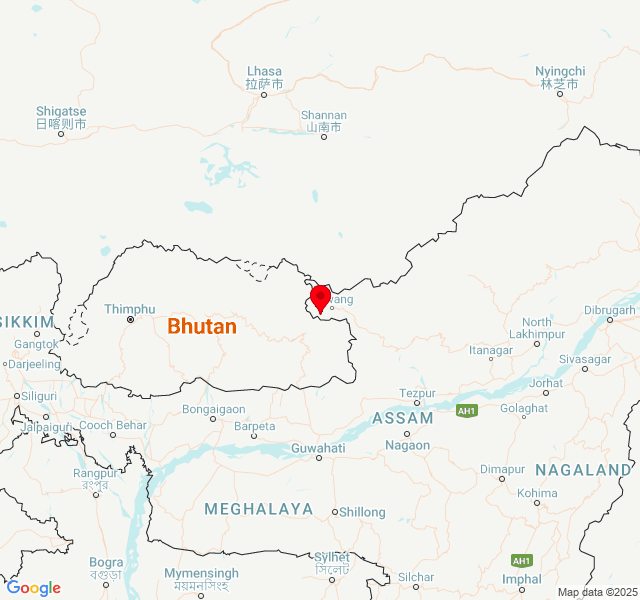 Lhasa
拉萨市
Nyingchi
林芝市
Shigatse
日喀则市
Shannan
山南市
Thimphu
Bhutan
SIKKIM
Gangtok
Darjeeling
Siliguri
Jalpaiguri
Cooch Behar
Bongaigaon
Barpeta
Guwahati
Tezpur
ASSAM
AH1
Nagaon
North
Lakhimpur
Itanagar
Dibrugarh
Sivasagar
Jorhat
Golaghat
Dimapur
NAGALAND
Kohima
Rangpur
রংপুর
MEGHALAYA
Shillong
Bogra
বগুড়া
Mymensingh
ময়মনসিংহ
Sylhet
সিলেট
Silchar
AH1
Imphal
Google
Map data ©2025